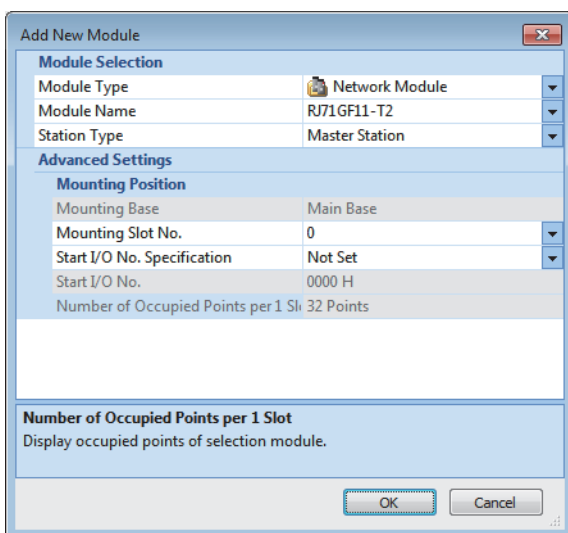 Add New Module
Module Selection
Module Type Network Module
Module Name RJ71GF11-T2
Station Type Master Station
Advanced Settings
Mounting Position
Mounting Base Main Base
Mounting Slot No. 0
Start I/O No. Specification Not Set
Start I/O No. 0000 H
Number of Occupied Points per 1 Sl 32 Points
Number of Occupied Points per 1 Slot
Display occupied points of selection module.
OK Cancel